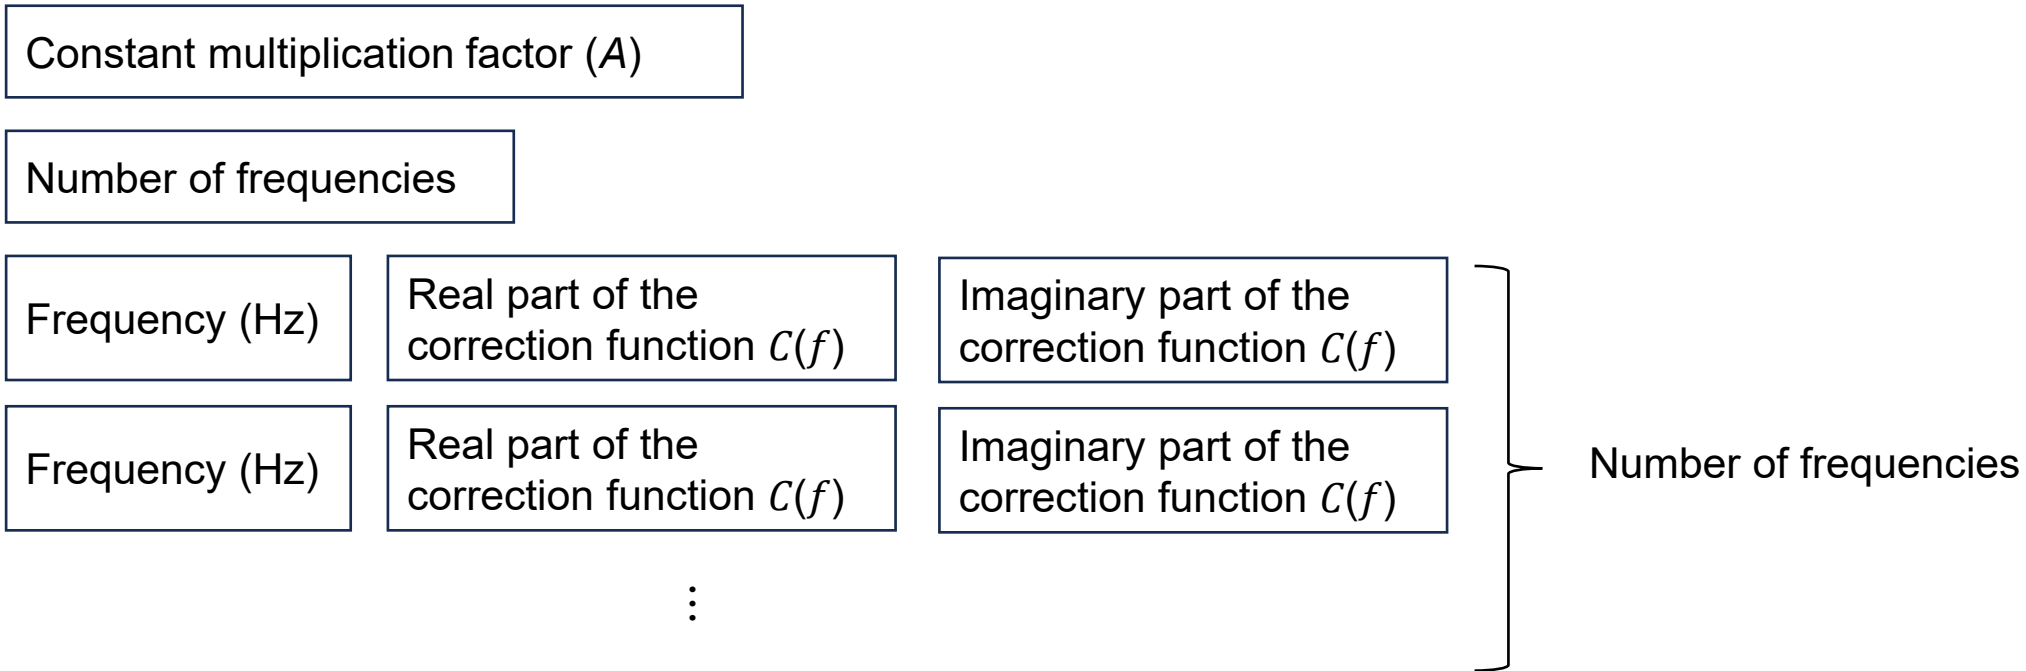 Constant multiplication factor (A)
Number of frequencies
Frequency (Hz)
Real part of the
correction function C(f)
Imaginary part of the
correction function C(f)
Frequency (Hz)
Real part of the
correction function C(f)
Imaginary part of the
correction function C(f)
Number of frequencies
⋮